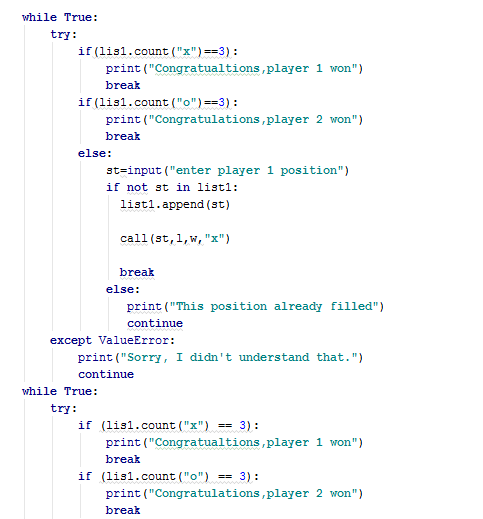 while True:
    try:
        if(lis1.count("x")==3):
            print("Congratualtions,player 1 won")
            break
        if(lis1.count("o")==3):
            print("Congratulations,player 2 won")
            break
        else:
            st=input("enter player 1 position")
            if not st in list1:
              list1.append(st)
              call(st,l,w,"x")
              break
            else:
               print("This position already filled")
               continue
    except ValueError:
        print("Sorry, I didn't understand that.")
        continue
while True:
    try:
        if (lis1.count("x") == 3):
            print("Congratualtions,player 1 won")
            break
        if (lis1.count("o") == 3):
            print("Congratulations,player 2 won")
            break